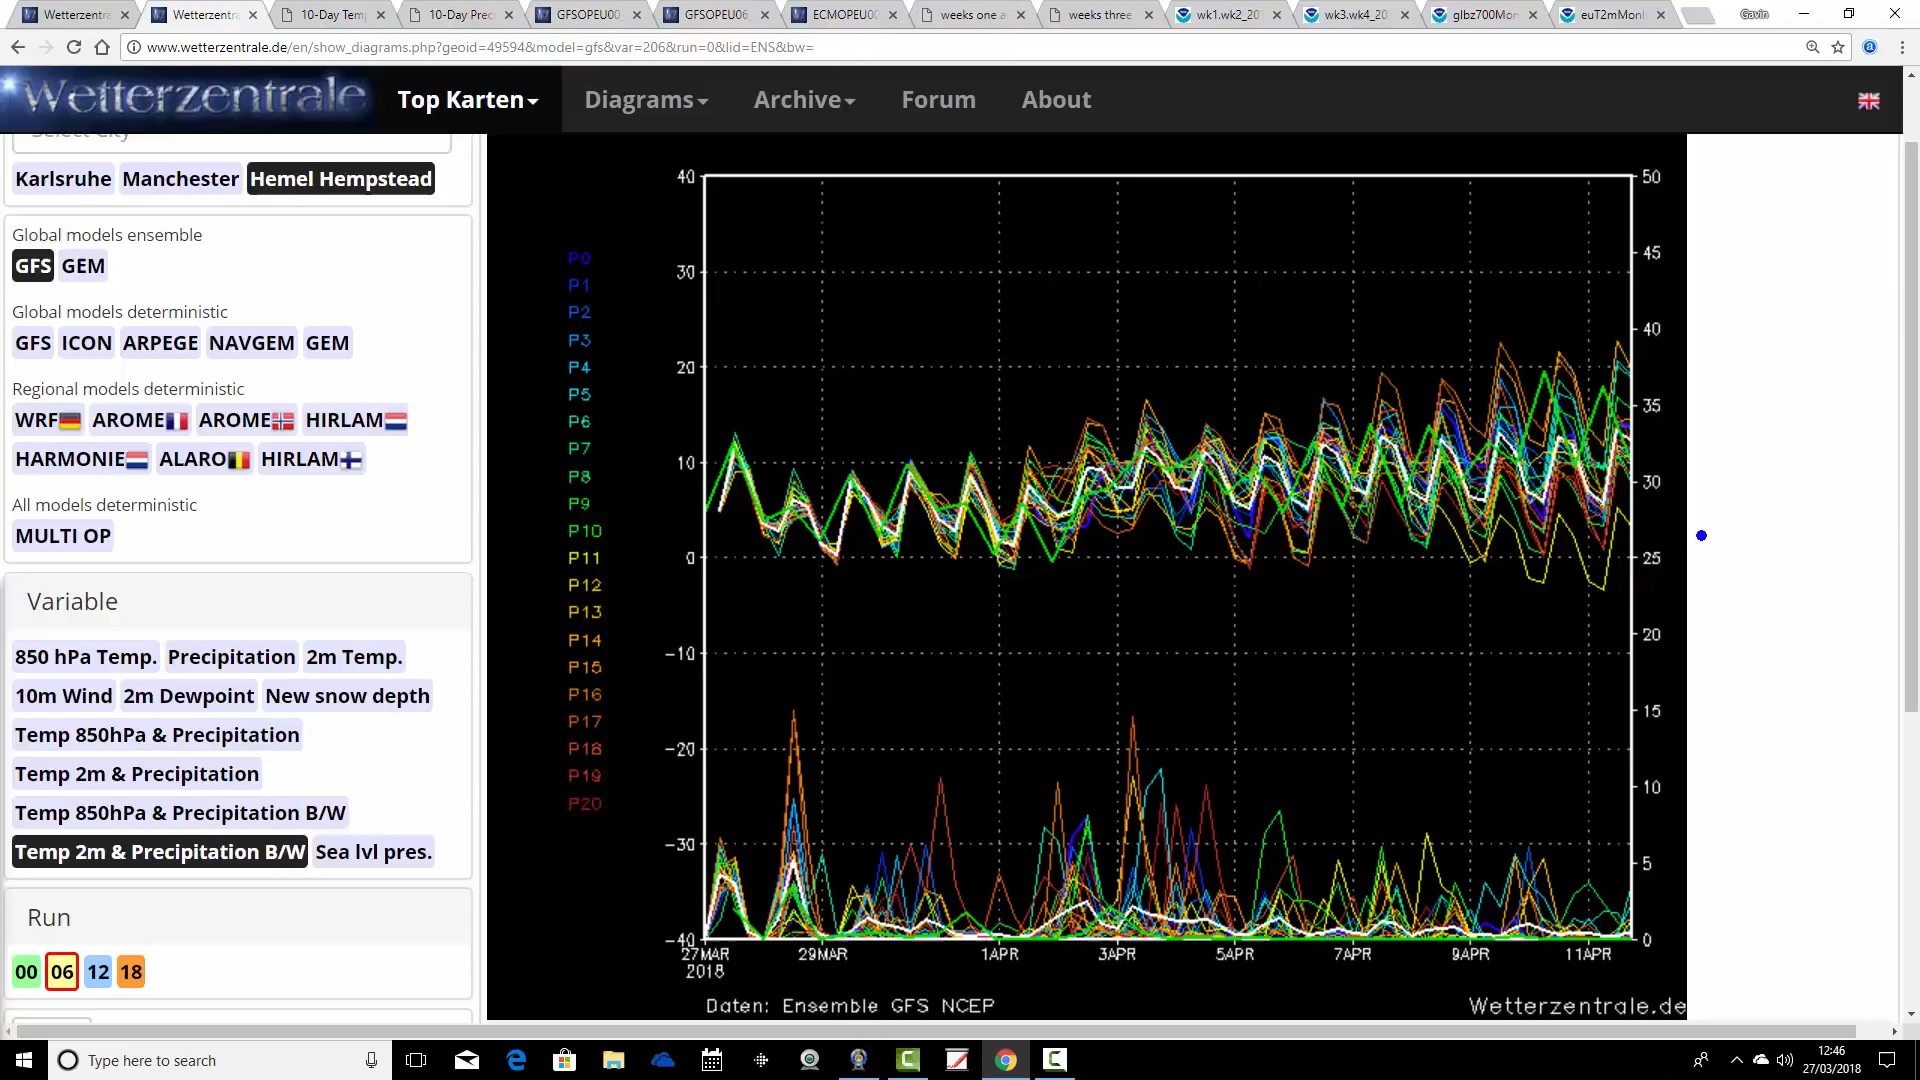 Wetterzentra
Wetterzentra
10-Day Temp
10-Day Prec
GFSOPEU00_
GFSOPEU06_
ECMOPEU00
weeks one a
weeks three
wk1.wk2_20
wk3.wk4_20
glbz700Mon
euT2mMonI
Gavin
www.wetterzentrale.de/en/show_diagrams.php?geoid=49594&model=gfs&var=206&run=0&lid=ENS&bw=
Wetterzentrale
Top Karten
Diagrams
Archive
Forum
About
Select City
Karlsruhe Manchester Hemel Hempstead
Global models ensemble
GFS GEM
Global models deterministic
GFS ICON ARPEGE NAVGEM GEM
Regional models deterministic
WRF AROME AROME HIRLAM
HARMONIE ALARO HIRLAM
All models deterministic
MULTI OP
Variable
850 hPa Temp. Precipitation 2m Temp.
10m Wind 2m Dewpoint New snow depth
Temp 850hPa & Precipitation
Temp 2m & Precipitation
Temp 850hPa & Precipitation B/W
Temp 2m & Precipitation B/W Sea lvl pres.
Run
00 06 12 18
P0
P1
P2
P3
P4
P5
P6
P7
P8
P9
P10
P11
P12
P13
P14
P15
P16
P17
P18
P19
P20
40
30
20
10
0
-10
-20
-30
-40
50
45
40
35
30
25
20
15
10
5
0
27MAR 29MAR 1APR 3APR 5APR 7APR 9APR 11APR
2018
Daten: Ensemble GFS NCEP
Wetterzentrale.de
Type here to search
12:46
27/03/2018